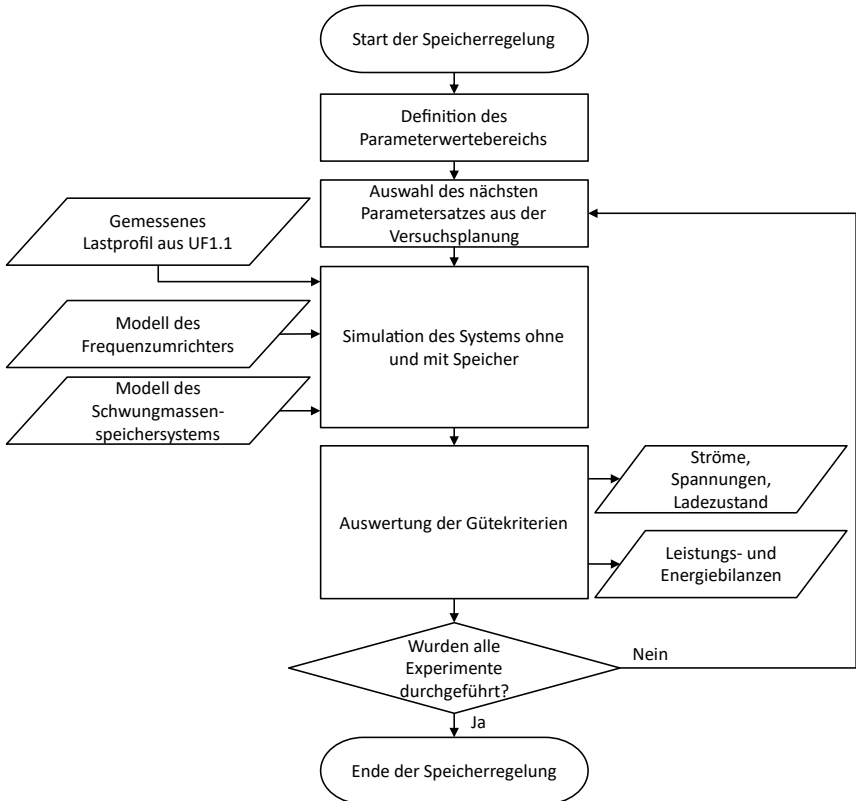 Start der Speicherregelung
Definition des
Parameterwertebereichs
Auswahl des nächsten
Parametersatzes aus der
Versuchsplanung
Gemessenes
Lastprofil aus UF1.1
Modell des
Frequenzumrichters
Simulation des Systems ohne
und mit Speicher
Modell des
Schwungmassen-
speichersystems
Auswertung der Gütekriterien
Ströme,
Spannungen,
Ladezustand
Leistungs- und
Energiebilanzen
Wurden alle
Experimente
durchgeführt?
Nein
Ja
Ende der Speicherregelung